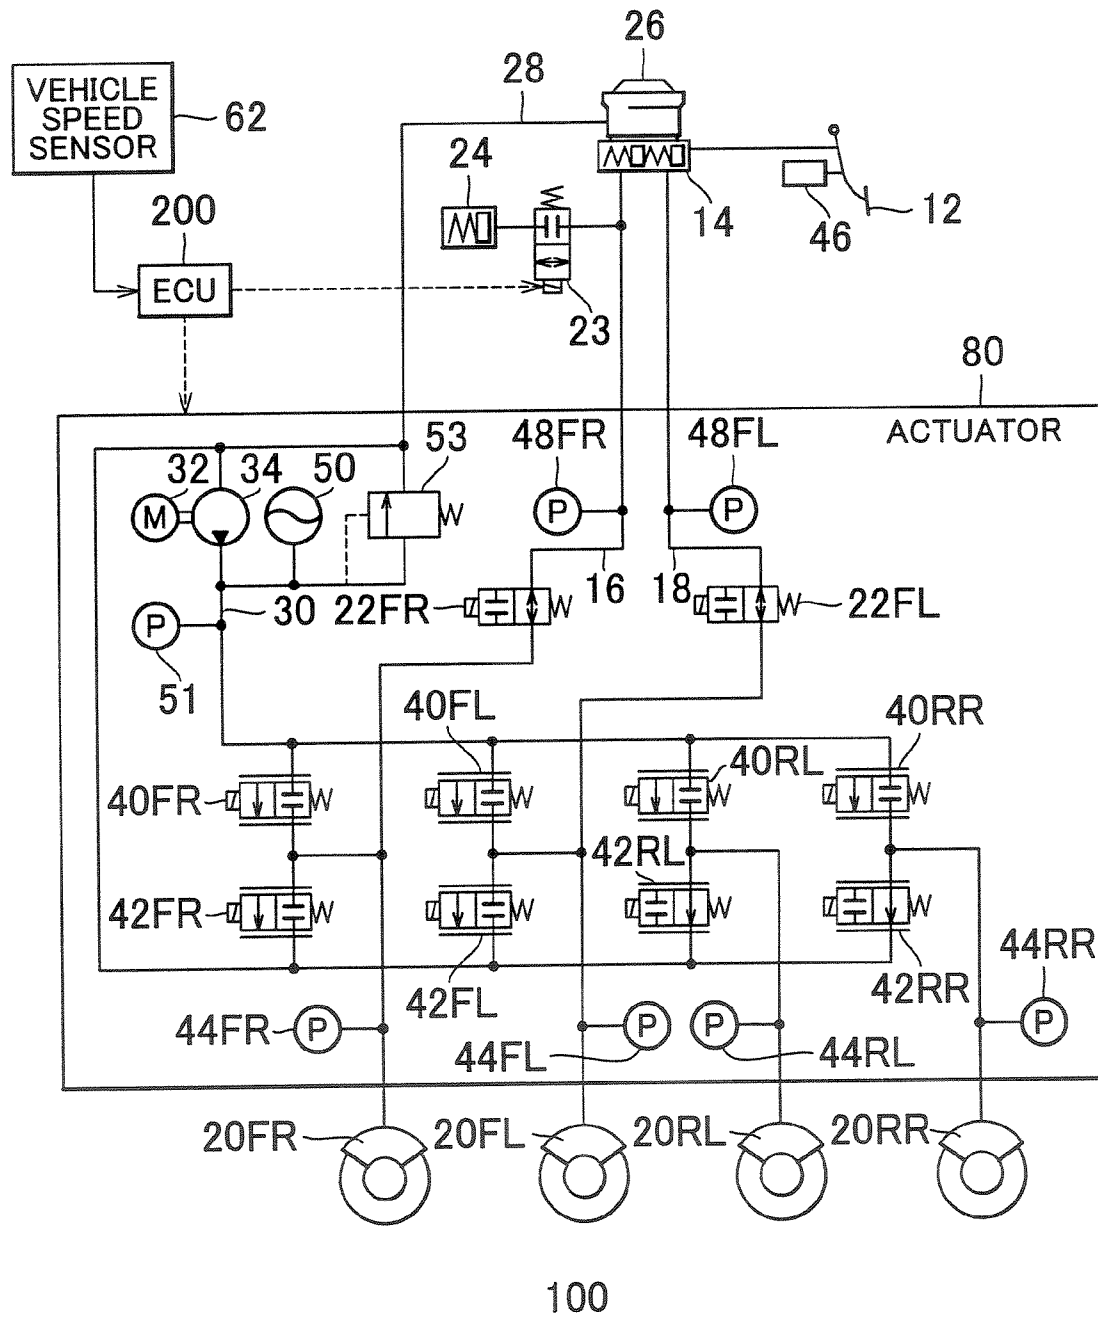 26
VEHICLE
SPEED
SENSOR
62
28
24
14
46
12
200
ECU
23
80
ACTUATOR
48FR
48FL
53
32
34
50
M
P
P
16
18
22FR
22FL
30
P
51
40FL
40RR
40FR
40RL
42RL
42FR
42FL
42RR
44RR
44FR
P
P
P
P
44FL
44RL
20FR
20FL
20RL
20RR
100